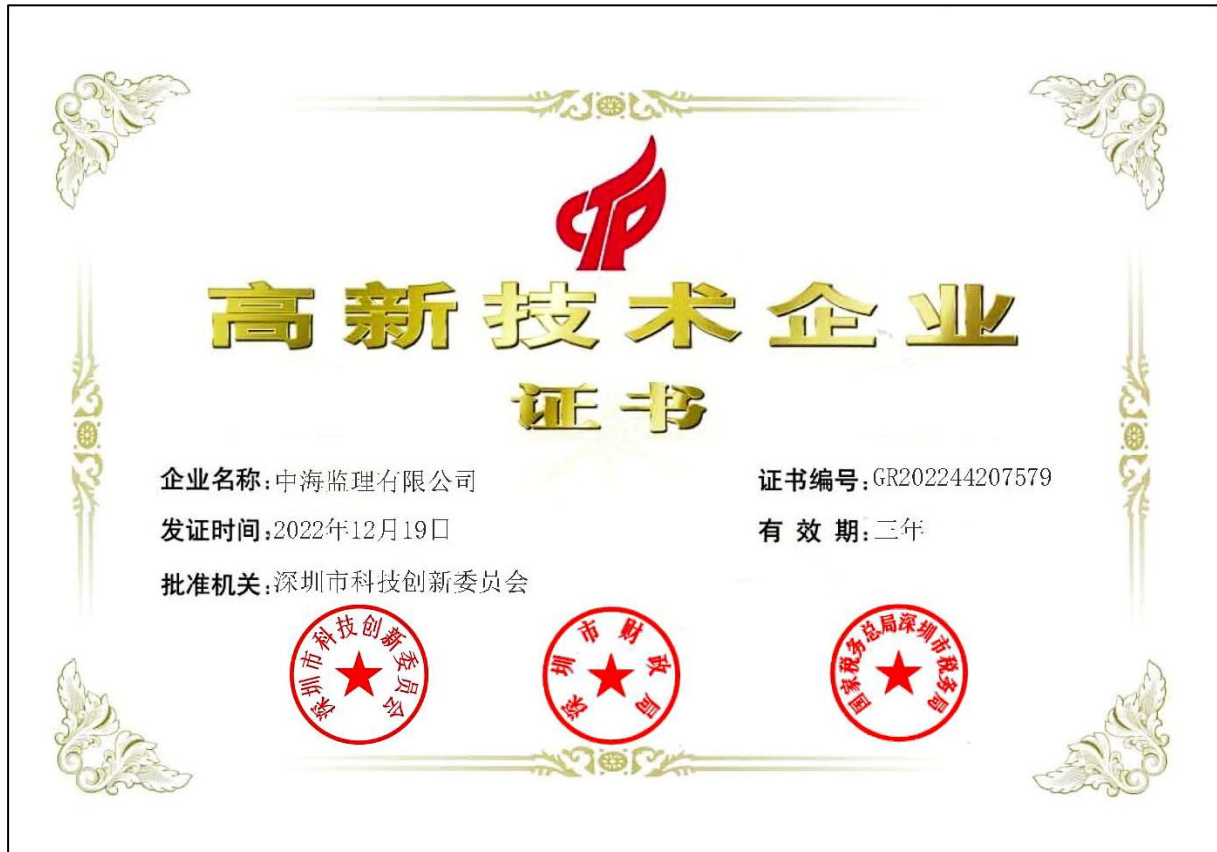 CTP
高新技术企业
证书
企业名称:中海监理有限公司 证书编号:GR202244207579
发证时间:2022年12月19日 有效期:三年
批准机关:深圳市科技创新委员会
深圳市科技创新委员会
深圳市财政局
国家税务总局深圳市税务局